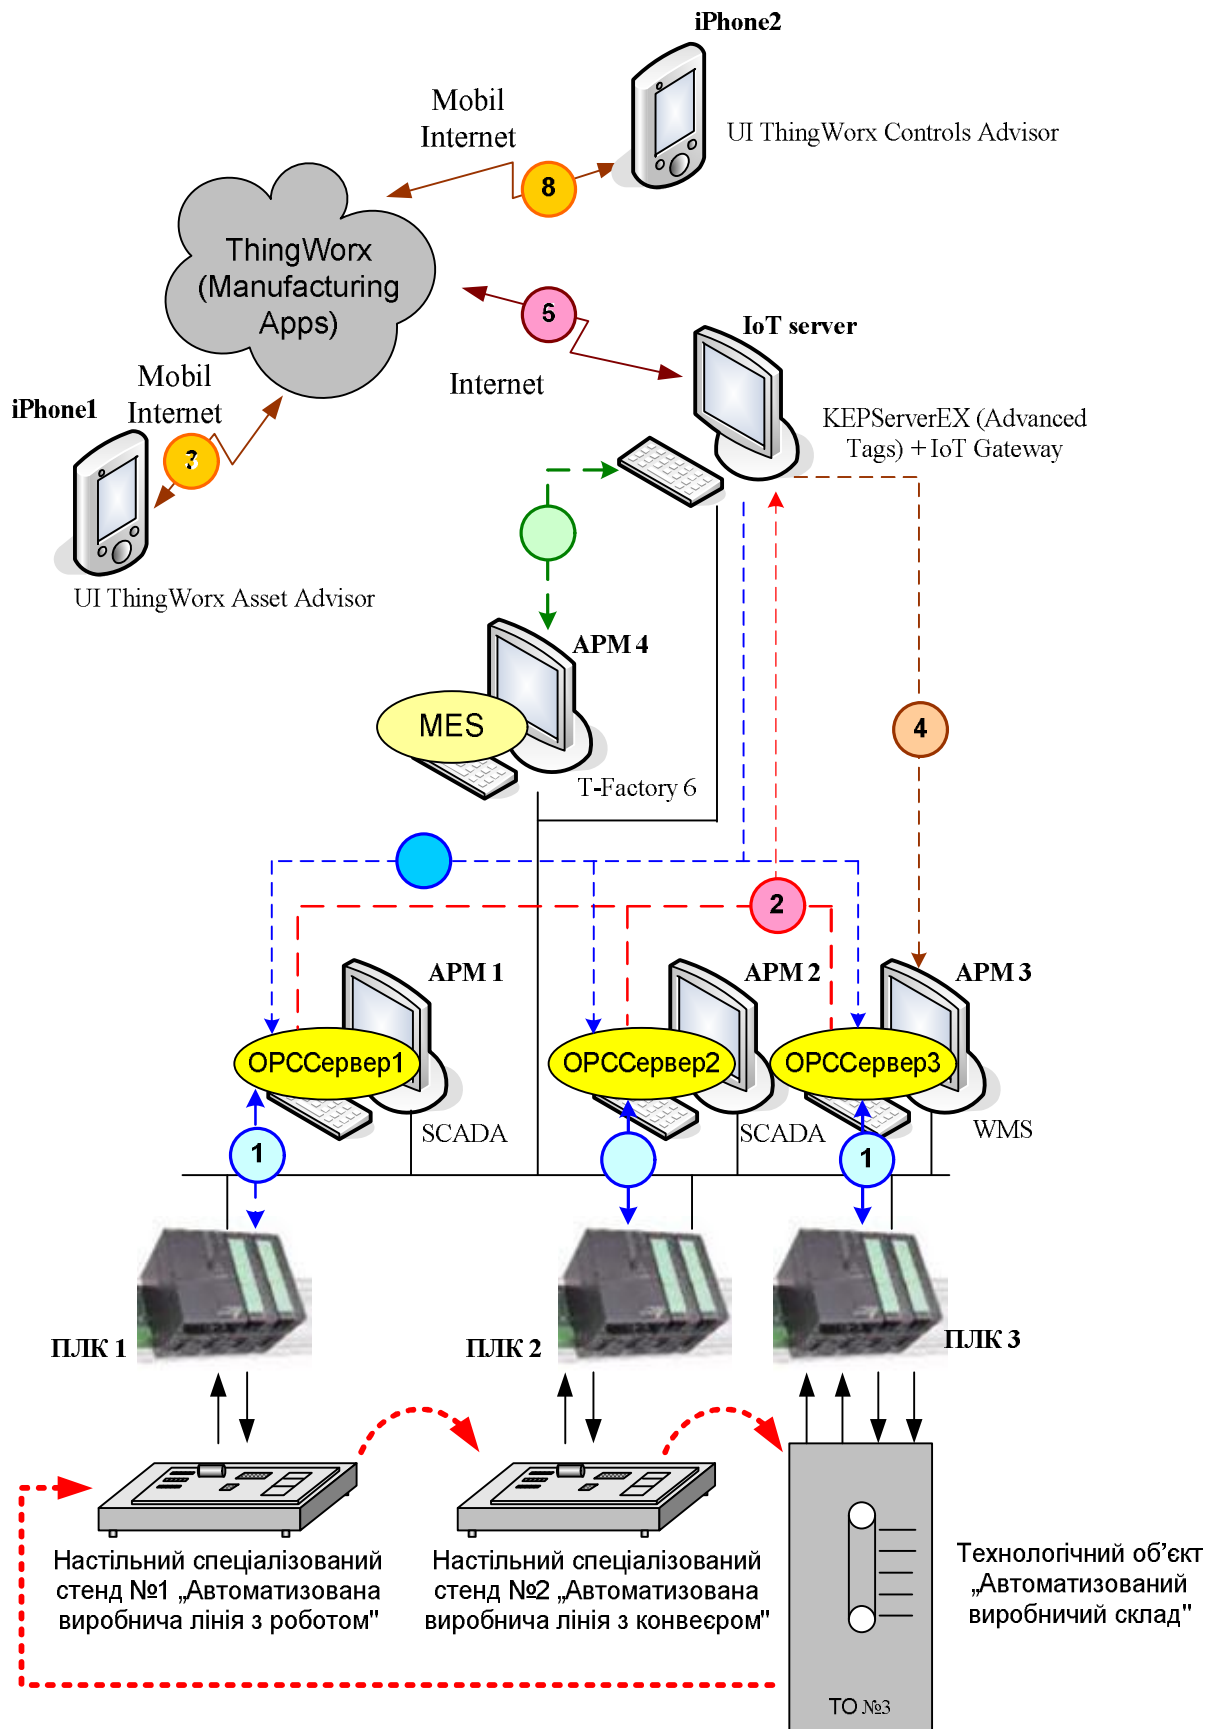 iPhone2
Mobil
Internet
UI ThingWorx Controls Advisor
8
ThingWorx
(Manufacturing
Apps)
5
IoT server
Internet
Mobil
Internet
iPhone1
3
KEPServerEX (Advanced
Tags) + IoT Gateway
UI ThingWorx Asset Advisor
АРМ 4
MES
4
T-Factory 6
2
АРМ 1
АРМ 2
АРМ 3
OPCСервер1
OPCСервер2
OPCСервер3
SCADA
SCADA
WMS
1
1
ПЛК 1
ПЛК 2
ПЛК 3
Настільний спеціалізований
стенд №1 „Автоматизована
виробнича лінія з роботом"
Настільний спеціалізований
стенд №2 „Автоматизована
виробнича лінія з конвеєром"
Технологічний об’єкт
„Автоматизований
виробничий склад"
ТО №3